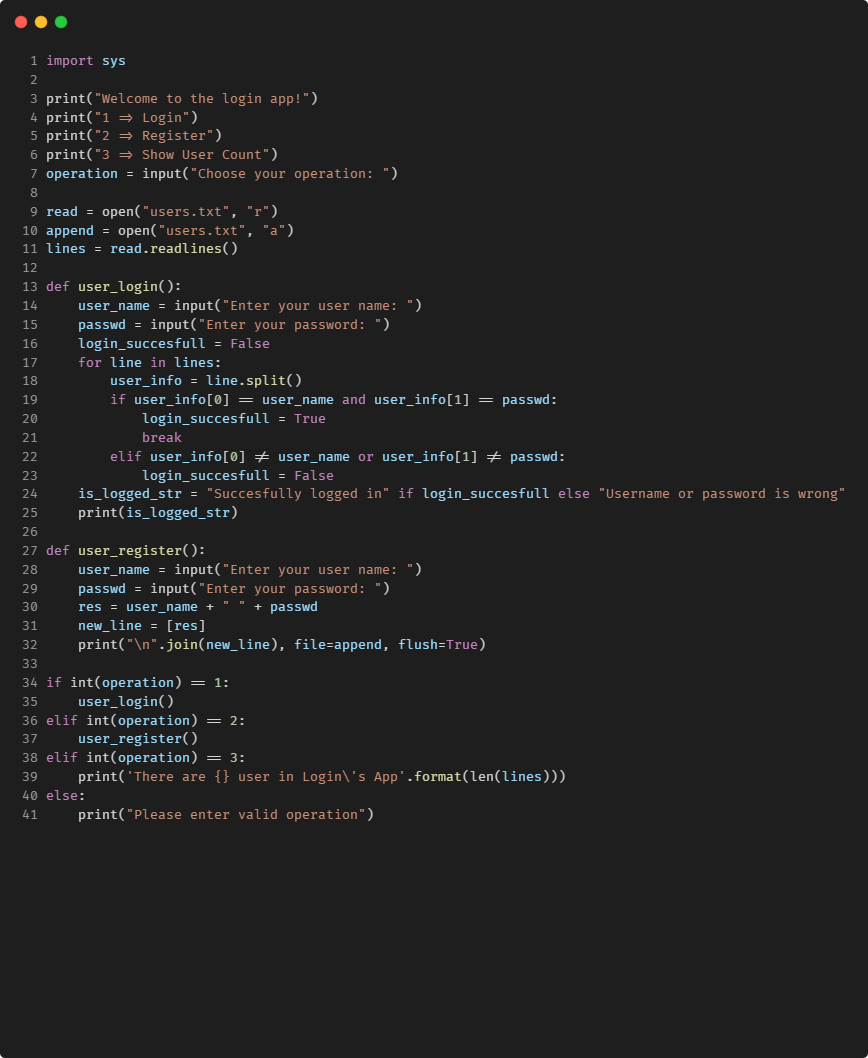 1 import sys
2
3 print("Welcome to the login app!")
4 print("1 => Login")
5 print("2 => Register")
6 print("3 => Show User Count")
7 operation = input("Choose your operation: ")
8
9 read = open("users.txt", "r")
10 append = open("users.txt", "a")
11 lines = read.readlines()
12
13 def user_login():
14     user_name = input("Enter your user name: ")
15     passwd = input("Enter your password: ")
16     login_succesfull = False
17     for line in lines:
18         user_info = line.split()
19         if user_info[0] == user_name and user_info[1] == passwd:
20             login_succesfull = True
21             break
22         elif user_info[0] != user_name or user_info[1] != passwd:
23             login_succesfull = False
24     is_logged_str = "Succesfully logged in" if login_succesfull else "Username or password is wrong"
25     print(is_logged_str)
26
27 def user_register():
28     user_name = input("Enter your user name: ")
29     passwd = input("Enter your password: ")
30     res = user_name + " " + passwd
31     new_line = [res]
32     print("\n".join(new_line), file=append, flush=True)
33
34 if int(operation) == 1:
35     user_login()
36 elif int(operation) == 2:
37     user_register()
38 elif int(operation) == 3:
39     print('There are {} user in Login\'s App'.format(len(lines)))
40 else:
41     print("Please enter valid operation")